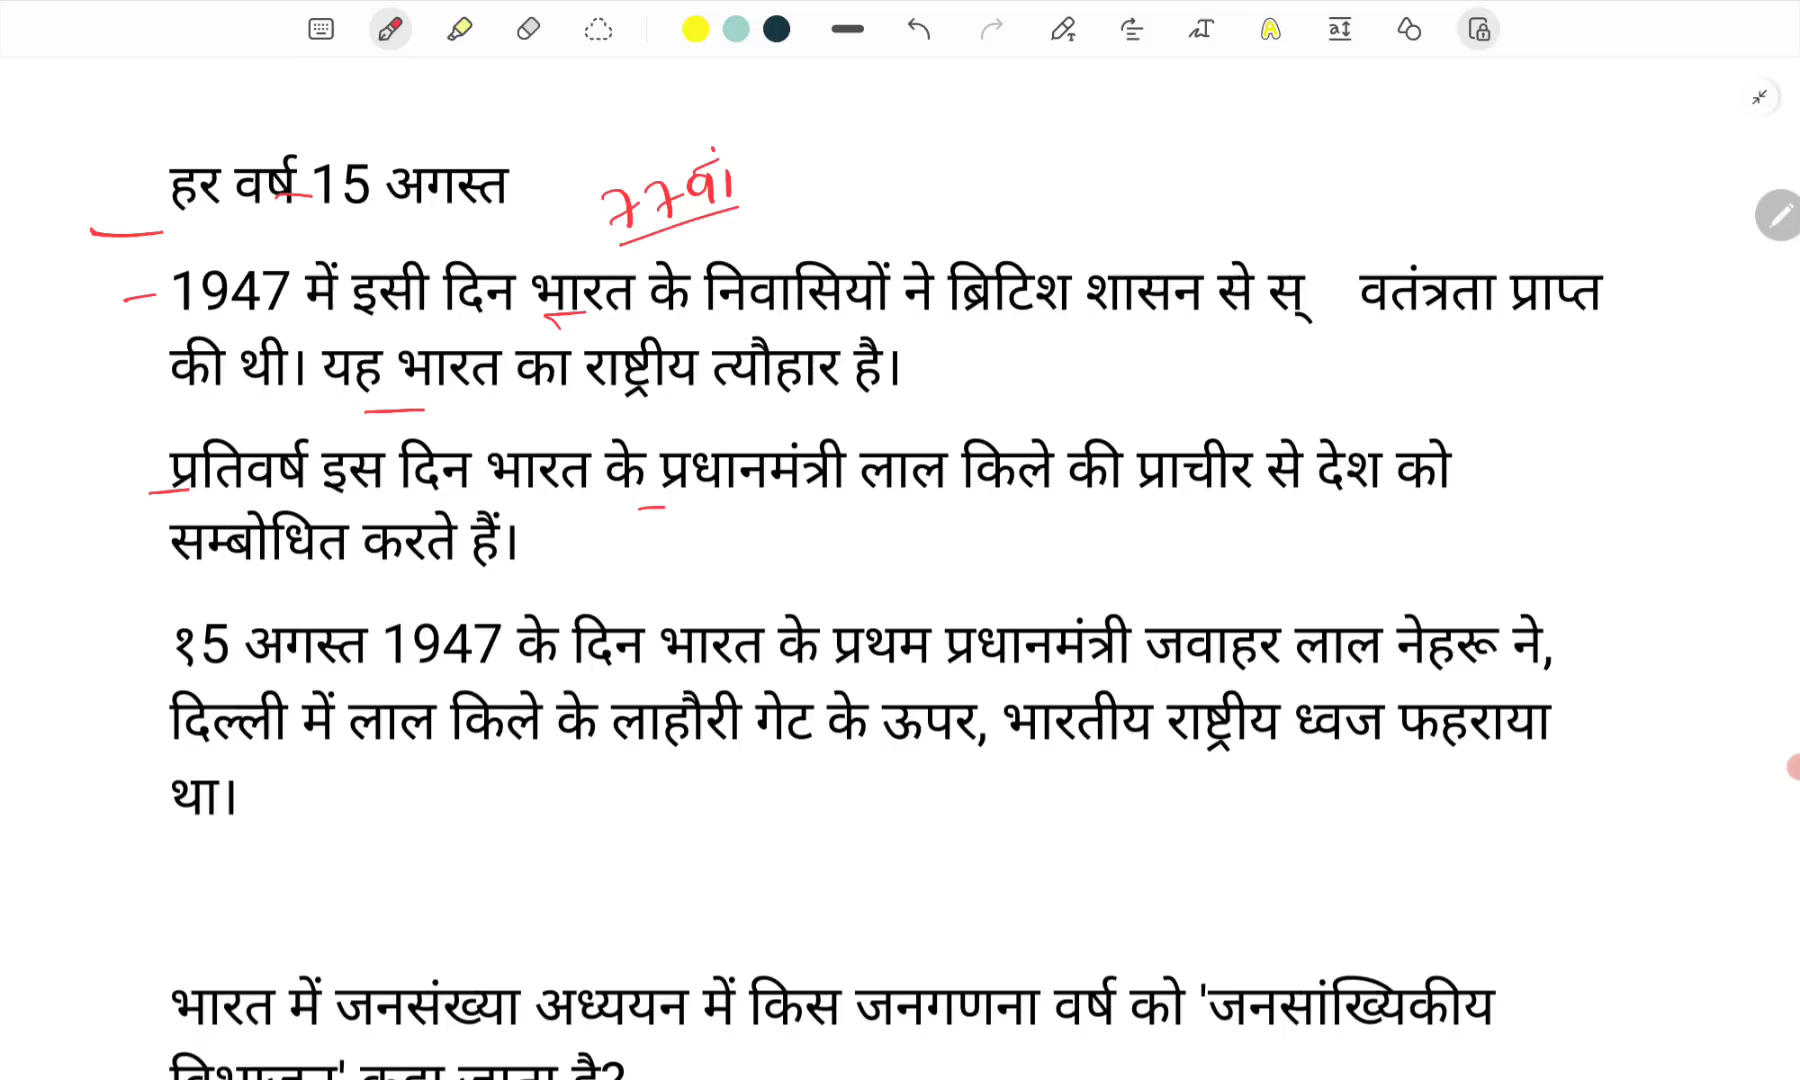 हर वर्ष 15 अगस्त
77वां
1947 में इसी दिन भारत के निवासियों ने ब्रिटिश शासन से स् वतंत्रता प्राप्त
की थी। यह भारत का राष्ट्रीय त्यौहार है।
प्रतिवर्ष इस दिन भारत के प्रधानमंत्री लाल किले की प्राचीर से देश को
सम्बोधित करते हैं।
१5 अगस्त 1947 के दिन भारत के प्रथम प्रधानमंत्री जवाहर लाल नेहरू ने,
दिल्ली में लाल किले के लाहौरी गेट के ऊपर, भारतीय राष्ट्रीय ध्वज फहराया
था।
भारत में जनसंख्या अध्ययन में किस जनगणना वर्ष को 'जनसांख्यिकीय
विभाजन' कहा जाता है?